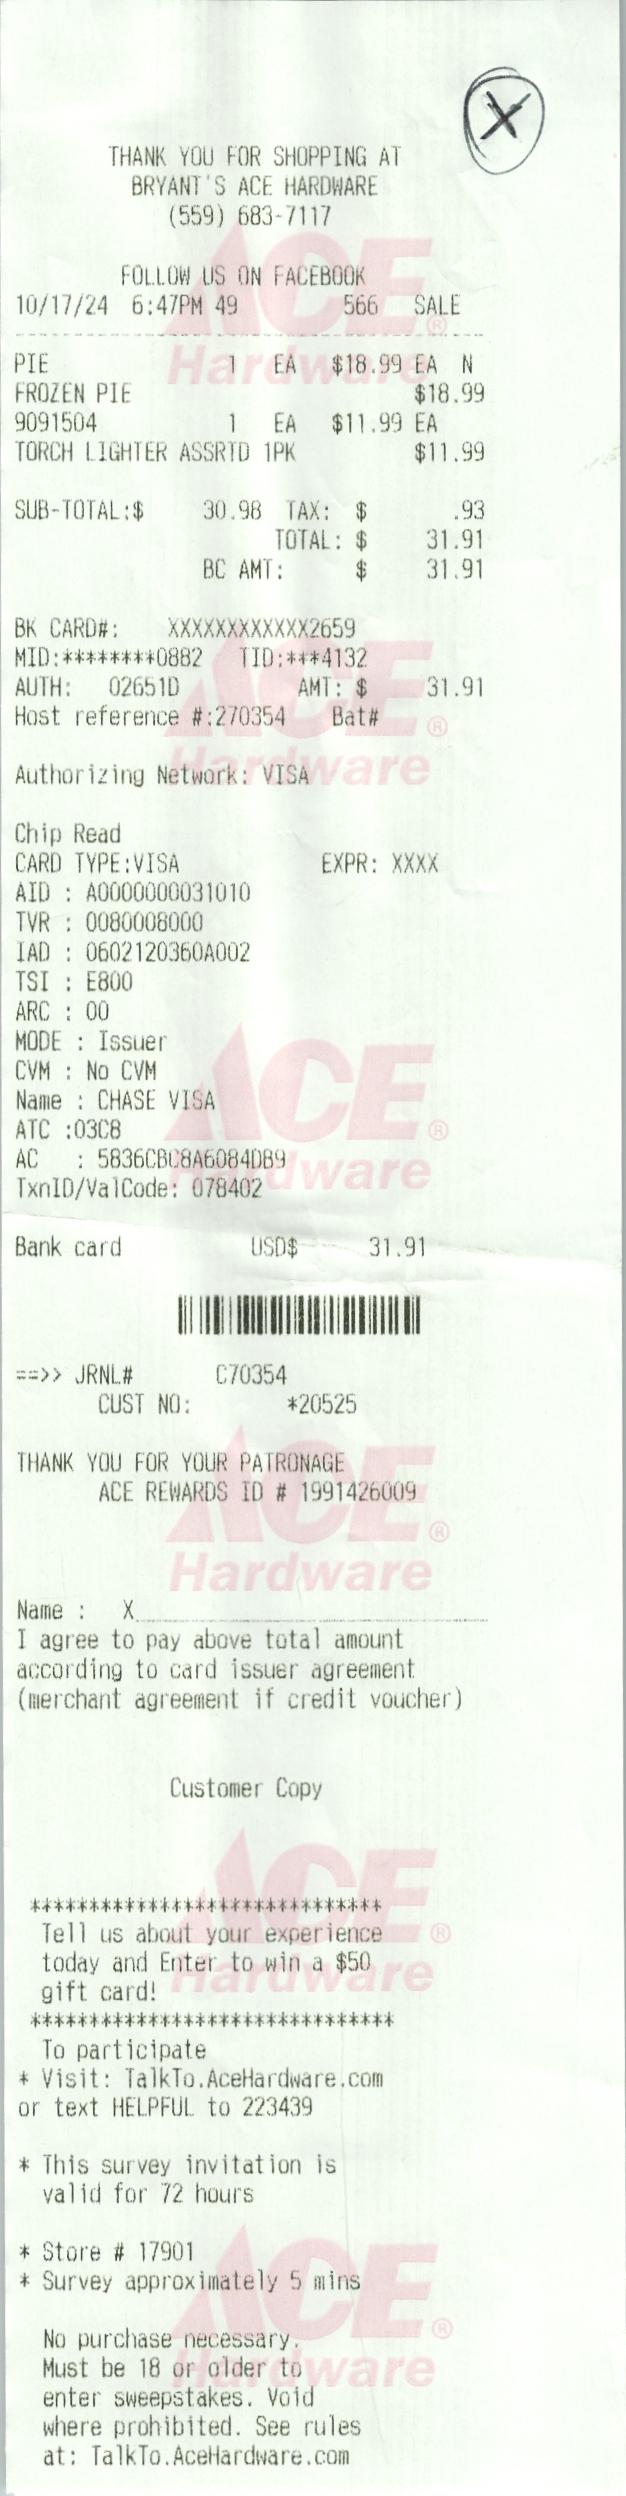 X
THANK YOU FOR SHOPPING AT
BRYANT'S ACE HARDWARE
(559) 683-7117
FOLLOW US ON FACEBOOK
10/17/24 6:47PM 49 566 SALE
PIE 1 EA $18.99 EA N
FROZEN PIE $18.99
9091504 1 EA $11.99 EA
TORCH LIGHTER ASSRTD 1PK $11.99
SUB-TOTAL:$ 30.98 TAX: $ .93
TOTAL: $ 31.91
BC AMT: $ 31.91
BK CARD#: XXXXXXXXXXXX2659
MID:********0882 TID:***4132
AUTH: 02651D AMT: $ 31.91
Host reference #:270354 Bat#
Authorizing Network: VISA
Chip Read
CARD TYPE:VISA EXPR: XXXX
AID : A0000000031010
TVR : 0080008000
IAD : 0602120360A002
TSI : E800
ARC : 00
MODE : Issuer
CVM : No CVM
Name : CHASE VISA
ATC :03C8
AC : 5836CBC8A6084DB9
TxnID/ValCode: 078402
Bank card USD$ 31.91
==>> JRNL# C70354
CUST NO: *20525
THANK YOU FOR YOUR PATRONAGE
ACE REWARDS ID # 1991426009
Name : X
I agree to pay above total amount
according to card issuer agreement
(merchant agreement if credit voucher)
Customer Copy
******************************
Tell us about your experience
today and Enter to win a $50
gift card!
*******************************
To participate
* Visit: TalkTo.AceHardware.com
or text HELPFUL to 223439
* This survey invitation is
valid for 72 hours
* Store # 17901
* Survey approximately 5 mins
No purchase necessary.
Must be 18 or older to
enter sweepstakes. Void
where prohibited. See rules
at: TalkTo.AceHardware.com
ACE
Hardware